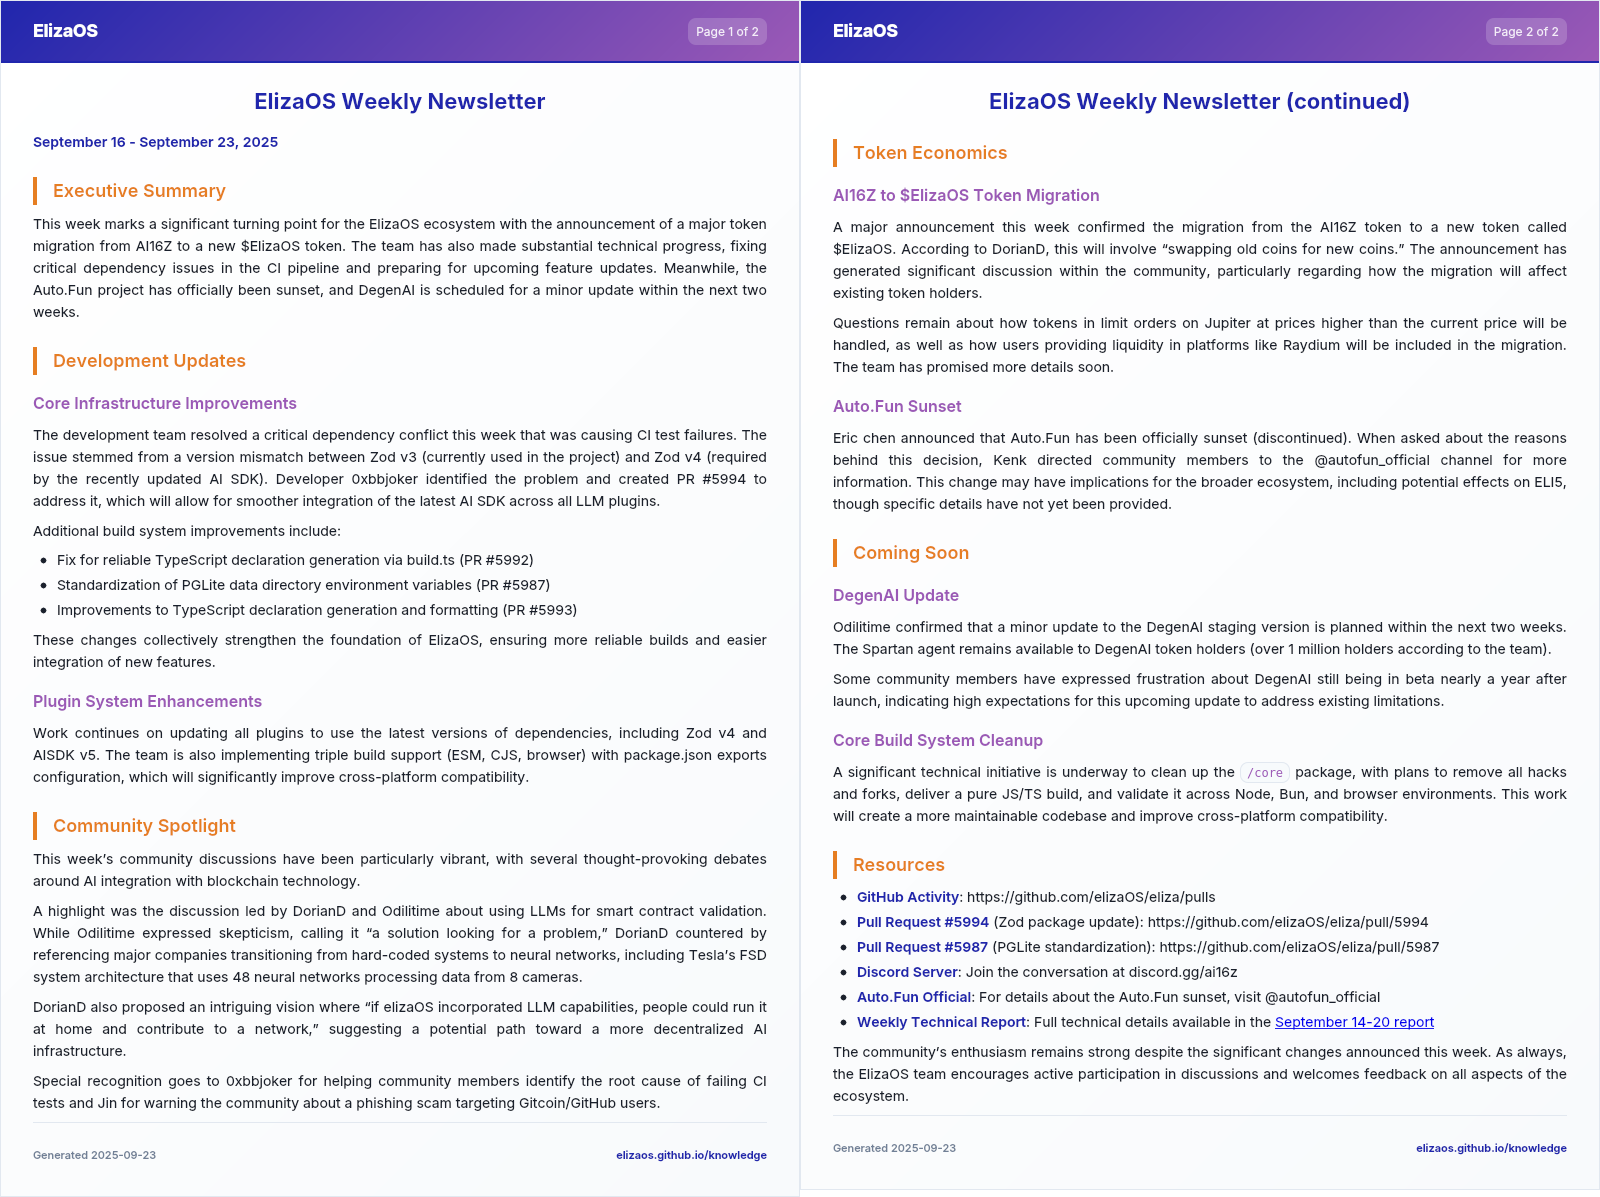 ElizaOS
Page 1 of 2
ElizaOS Weekly Newsletter
September 16 - September 23, 2025
Executive Summary
This week marks a significant turning point for the ElizaOS ecosystem with the announcement of a major token
migration from AI16Z to a new $ElizaOS token. The team has also made substantial technical progress, fixing
critical dependency issues in the CI pipeline and preparing for upcoming feature updates. Meanwhile, the
Auto.Fun project has officially been sunset, and DegenAI is scheduled for a minor update within the next two
weeks.
Development Updates
Core Infrastructure Improvements
The development team resolved a critical dependency conflict this week that was causing CI test failures. The
issue stemmed from a version mismatch between Zod v3 (currently used in the project) and Zod v4 (required
by the recently updated AI SDK). Developer 0xbbjoker identified the problem and created PR #5994 to
address it, which will allow for smoother integration of the latest AI SDK across all LLM plugins.
Additional build system improvements include:
• Fix for reliable TypeScript declaration generation via build.ts (PR #5992)
• Standardization of PGLite data directory environment variables (PR #5987)
• Improvements to TypeScript declaration generation and formatting (PR #5993)
These changes collectively strengthen the foundation of ElizaOS, ensuring more reliable builds and easier
integration of new features.
Plugin System Enhancements
Work continues on updating all plugins to use the latest versions of dependencies, including Zod v4 and
AISDK v5. The team is also implementing triple build support (ESM, CJS, browser) with package.json exports
configuration, which will significantly improve cross-platform compatibility.
Community Spotlight
This week’s community discussions have been particularly vibrant, with several thought-provoking debates
around AI integration with blockchain technology.
A highlight was the discussion led by DorianD and Odilitime about using LLMs for smart contract validation.
While Odilitime expressed skepticism, calling it “a solution looking for a problem,” DorianD countered by
referencing major companies transitioning from hard-coded systems to neural networks, including Tesla’s FSD
system architecture that uses 48 neural networks processing data from 8 cameras.
DorianD also proposed an intriguing vision where “if elizaOS incorporated LLM capabilities, people could run it
at home and contribute to a network,” suggesting a potential path toward a more decentralized AI
infrastructure.
Special recognition goes to 0xbbjoker for helping community members identify the root cause of failing CI
tests and Jin for warning the community about a phishing scam targeting Gitcoin/GitHub users.
Generated 2025-09-23
elizaos.github.io/knowledge
ElizaOS
Page 2 of 2
ElizaOS Weekly Newsletter (continued)
Token Economics
AI16Z to $ElizaOS Token Migration
A major announcement this week confirmed the migration from the AI16Z token to a new token called
$ElizaOS. According to DorianD, this will involve “swapping old coins for new coins.” The announcement has
generated significant discussion within the community, particularly regarding how the migration will affect
existing token holders.
Questions remain about how tokens in limit orders on Jupiter at prices higher than the current price will be
handled, as well as how users providing liquidity in platforms like Raydium will be included in the migration.
The team has promised more details soon.
Auto.Fun Sunset
Eric chen announced that Auto.Fun has been officially sunset (discontinued). When asked about the reasons
behind this decision, Kenk directed community members to the @autofun_official channel for more
information. This change may have implications for the broader ecosystem, including potential effects on ELI5,
though specific details have not yet been provided.
Coming Soon
DegenAI Update
Odilitime confirmed that a minor update to the DegenAI staging version is planned within the next two weeks.
The Spartan agent remains available to DegenAI token holders (over 1 million holders according to the team).
Some community members have expressed frustration about DegenAI still being in beta nearly a year after
launch, indicating high expectations for this upcoming update to address existing limitations.
Core Build System Cleanup
A significant technical initiative is underway to clean up the /core package, with plans to remove all hacks
and forks, deliver a pure JS/TS build, and validate it across Node, Bun, and browser environments. This work
will create a more maintainable codebase and improve cross-platform compatibility.
Resources
• GitHub Activity: https://github.com/elizaOS/eliza/pulls
• Pull Request #5994 (Zod package update): https://github.com/elizaOS/eliza/pull/5994
• Pull Request #5987 (PGLite standardization): https://github.com/elizaOS/eliza/pull/5987
• Discord Server: Join the conversation at discord.gg/ai16z
• Auto.Fun Official: For details about the Auto.Fun sunset, visit @autofun_official
• Weekly Technical Report: Full technical details available in the September 14-20 report
The community’s enthusiasm remains strong despite the significant changes announced this week. As always,
the ElizaOS team encourages active participation in discussions and welcomes feedback on all aspects of the
ecosystem.
Generated 2025-09-23
elizaos.github.io/knowledge